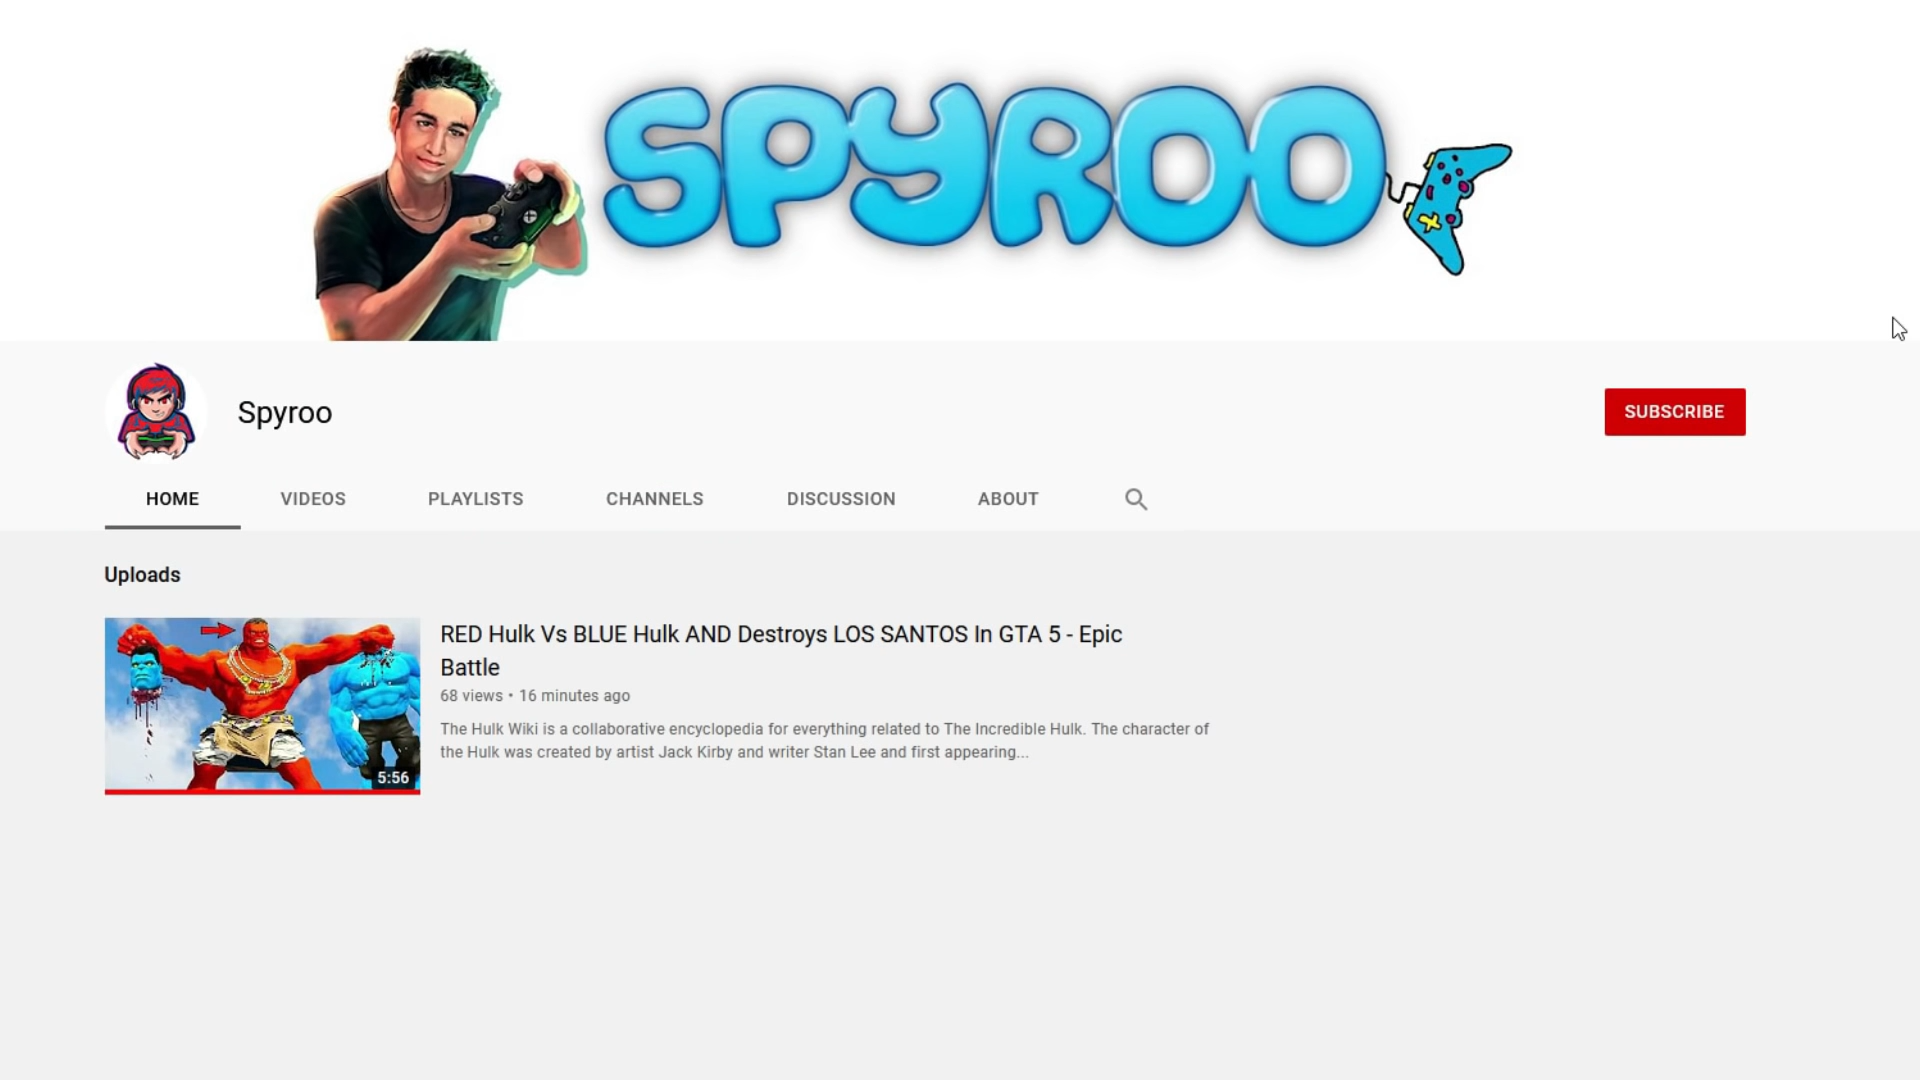 SPYROO
Spyroo
SUBSCRIBE
HOME VIDEOS PLAYLISTS CHANNELS DISCUSSION ABOUT
Uploads
RED Hulk Vs BLUE Hulk AND Destroys LOS SANTOS In GTA 5 - Epic
Battle
68 views • 16 minutes ago
The Hulk Wiki is a collaborative encyclopedia for everything related to The Incredible Hulk. The character of
the Hulk was created by artist Jack Kirby and writer Stan Lee and first appearing...
5:56